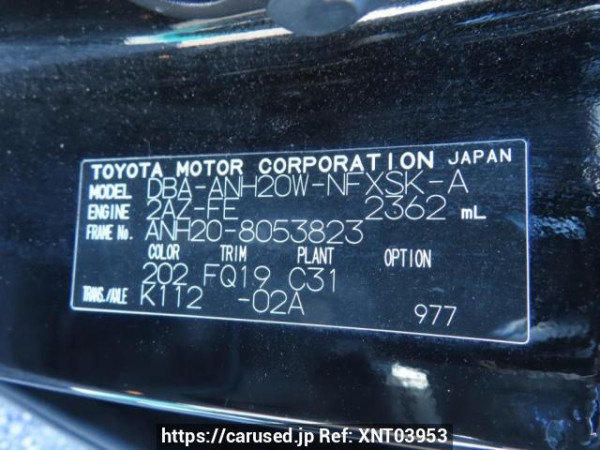 TOYOTA MOTOR CORPORATION JAPAN
MODEL DBA-ANH20W-NFXSK-A
ENGINE 2AZ-FE 2362 mL
FRAME No. ANH20-8053823
COLOR TRIM PLANT OPTION
202 FQ19 C31
TRANS./AXLE K112 -02A
977
https://carused.jp Ref: XNT03953